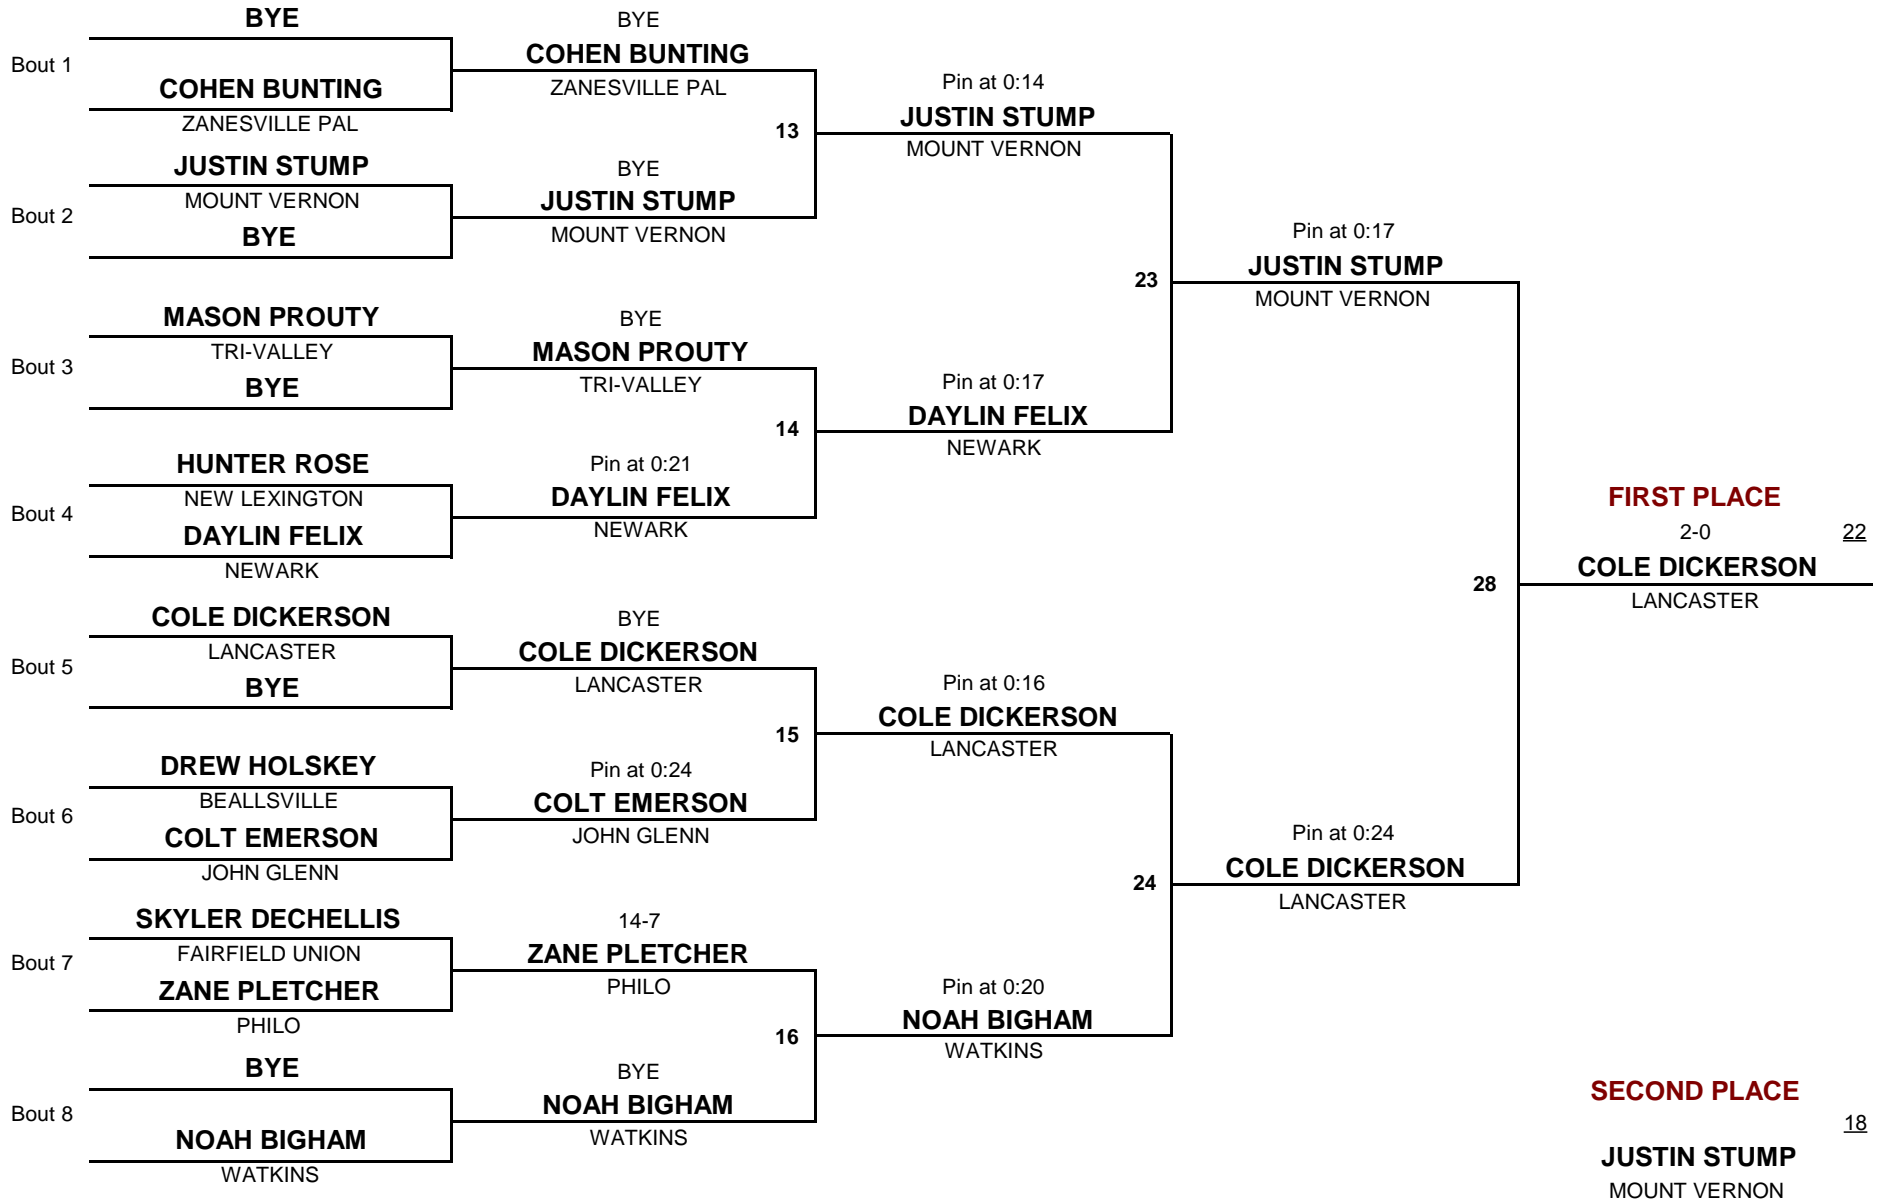 BYE
Bout 1
COHEN BUNTING
ZANESVILLE PAL
JUSTIN STUMP
MOUNT VERNON
Bout 2
BYE
MASON PROUTY
TRI-VALLEY
Bout 3
BYE
HUNTER ROSE
NEW LEXINGTON
Bout 4
DAYLIN FELIX
NEWARK
COLE DICKERSON
LANCASTER
Bout 5
BYE
DREW HOLSKEY
BEALLSVILLE
Bout 6
COLT EMERSON
JOHN GLENN
SKYLER DECHELLIS
FAIRFIELD UNION
Bout 7
ZANE PLETCHER
PHILO
BYE
Bout 8
NOAH BIGHAM
WATKINS
BYE
COHEN BUNTING
ZANESVILLE PAL
13
BYE
JUSTIN STUMP
MOUNT VERNON
BYE
MASON PROUTY
TRI-VALLEY
14
Pin at 0:21
DAYLIN FELIX
NEWARK
BYE
COLE DICKERSON
LANCASTER
15
Pin at 0:24
COLT EMERSON
JOHN GLENN
14-7
ZANE PLETCHER
PHILO
16
BYE
NOAH BIGHAM
WATKINS
Pin at 0:14
JUSTIN STUMP
MOUNT VERNON
23
Pin at 0:17
DAYLIN FELIX
NEWARK
Pin at 0:16
COLE DICKERSON
LANCASTER
24
Pin at 0:20
NOAH BIGHAM
WATKINS
Pin at 0:17
JUSTIN STUMP
MOUNT VERNON
28
Pin at 0:24
COLE DICKERSON
LANCASTER
FIRST PLACE
2-0 22
COLE DICKERSON
LANCASTER
SECOND PLACE
18
JUSTIN STUMP
MOUNT VERNON